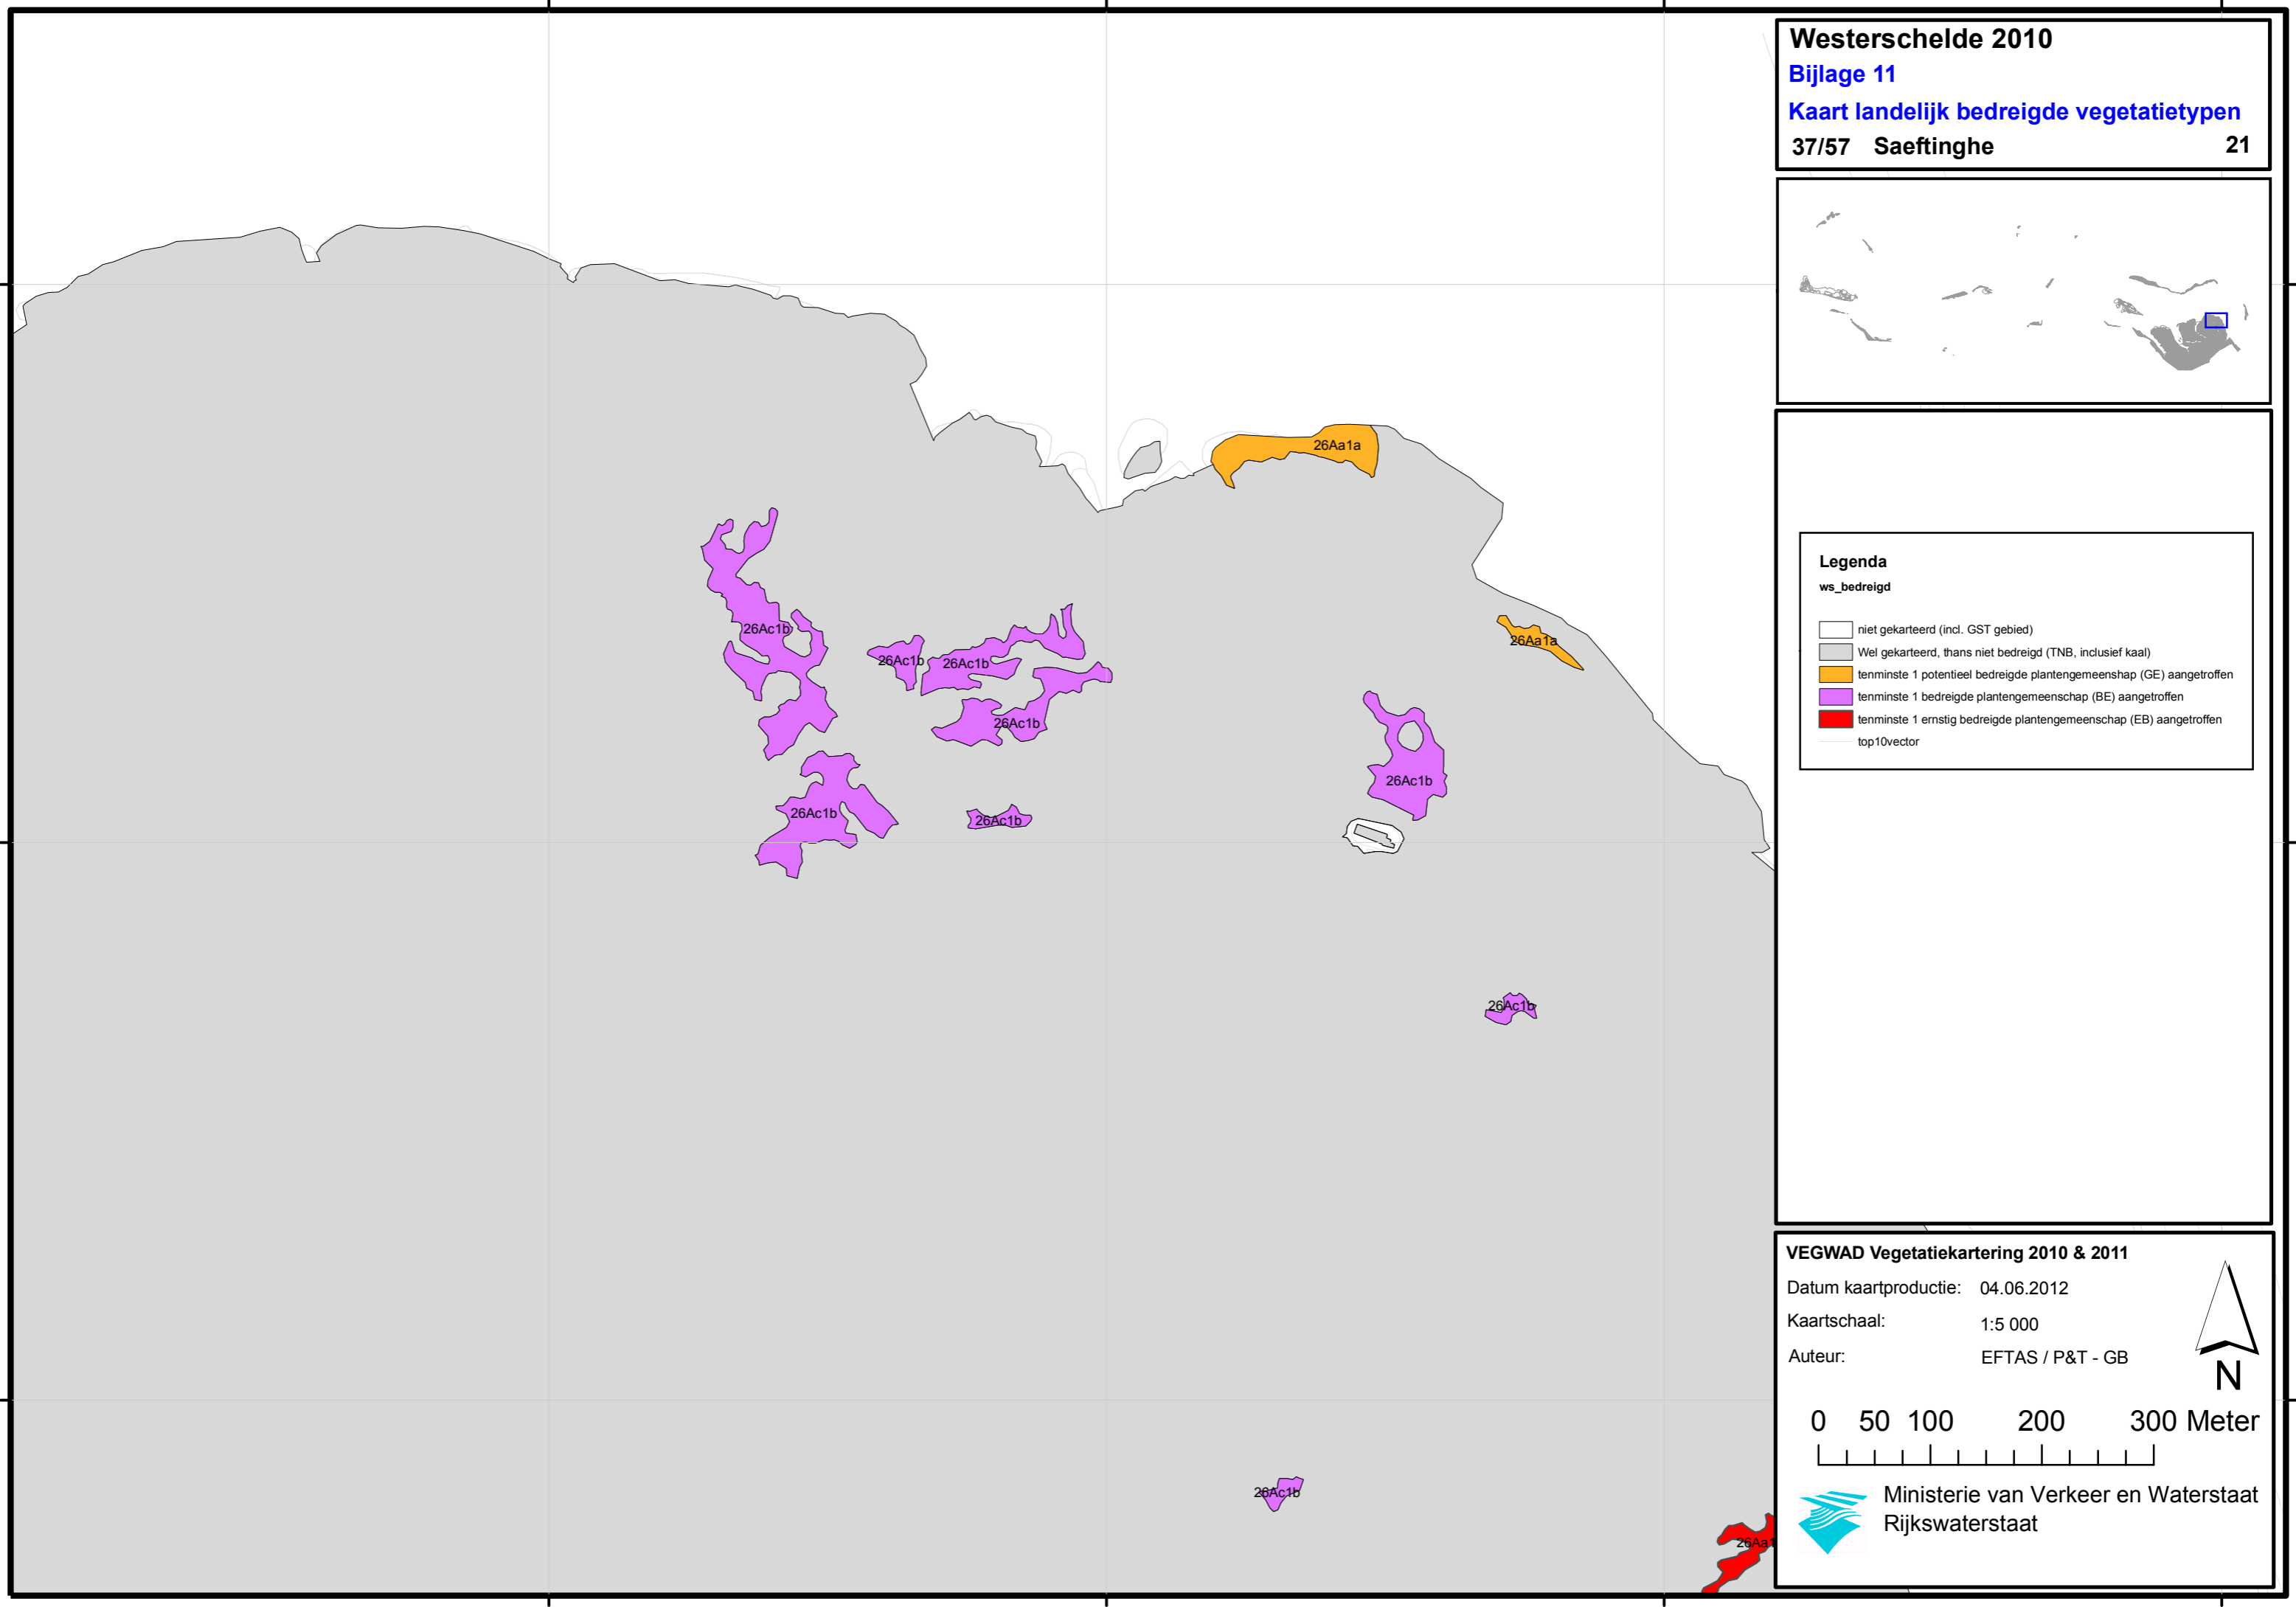 Westerschelde 2010
Bijlage 11
Kaart landelijk bedreigde vegetatietypen
37/57 Saeftinghe 21
26Aa1a
26Ac1b
26Aa1a
26Ac1b
26Ac1b
26Ac1b
26Ac1b
26Ac1b
26Ac1b
26Ac1b
26Ac1b
26Aa1
Legenda
ws_bedreigd
niet gekarteerd (incl. GST gebied)
Wel gekarteerd, thans niet bedreigd (TNB, inclusief kaal)
tenminste 1 potentieel bedreigde plantengemeenshap (GE) aangetroffen
tenminste 1 bedreigde plantengemeenschap (BE) aangetroffen
tenminste 1 ernstig bedreigde plantengemeenschap (EB) aangetroffen
top10vector
VEGWAD Vegetatiekartering 2010 & 2011
Datum kaartproductie: 04.06.2012
Kaartschaal: 1:5 000
Auteur: EFTAS / P&T - GB
N
0 50 100 200 300 Meter
Ministerie van Verkeer en Waterstaat
Rijkswaterstaat